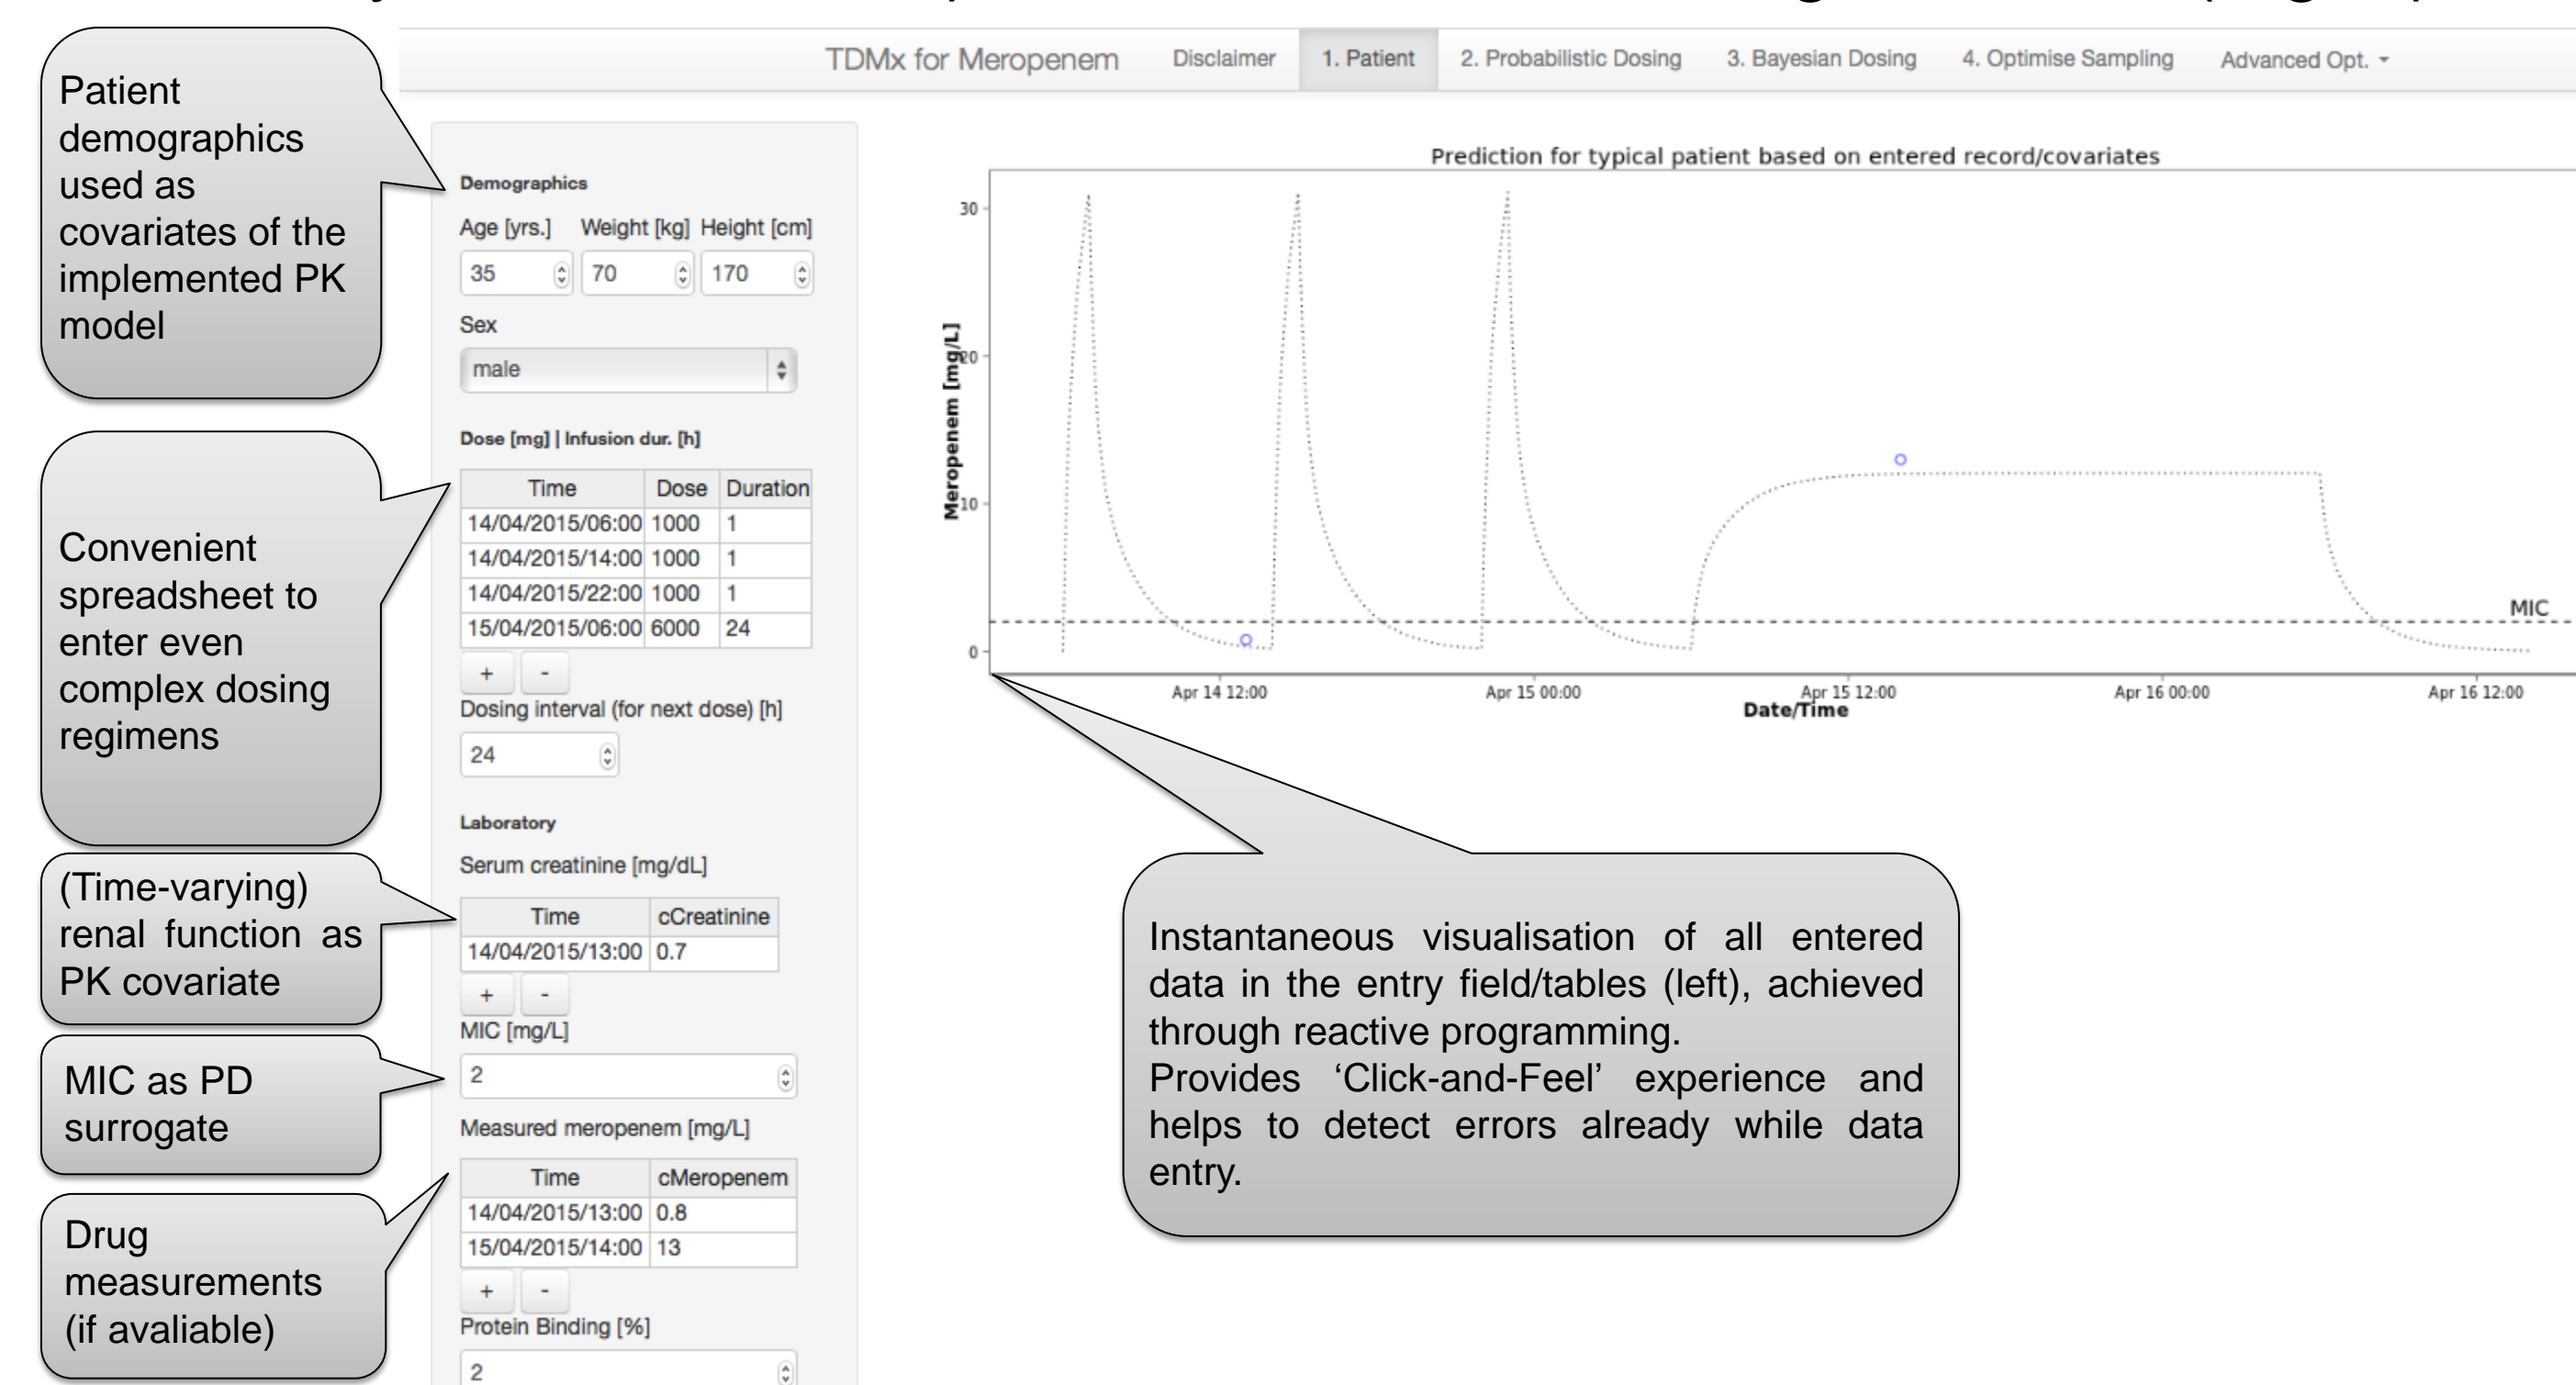 TDMx for Meropenem Disclaimer 1. Patient 2. Probabilistic Dosing 3. Bayesian Dosing 4. Optimise Sampling Advanced Opt.
Patient
demographics
used as
covariates of the
implemented PK
model
Convenient
spreadsheet to
enter even
complex dosing
regimens
(Time-varying)
renal function as
PK covariate
MIC as PD
surrogate
Drug
measurements
(if avaliable)
Demographics
Age [yrs.] Weight [kg] Height [cm]
35 70 170
Sex
male
Dose [mg] | Infusion dur. [h]
Time Dose Duration
14/04/2015/06:00 1000 1
14/04/2015/14:00 1000 1
14/04/2015/22:00 1000 1
15/04/2015/06:00 6000 24
+ -
Dosing interval (for next dose) [h]
24
Laboratory
Serum creatinine [mg/dL]
Time cCreatinine
14/04/2015/13:00 0.7
+ -
MIC [mg/L]
2
Measured meropenem [mg/L]
Time cMeropenem
14/04/2015/13:00 0.8
15/04/2015/14:00 13
+ -
Protein Binding [%]
2
Prediction for typical patient based on entered record/covariates
Meropenem [mg/L]
30
20
10
0
MIC
Apr 14 12:00 Apr 15 00:00 Apr 15 12:00 Apr 16 00:00 Apr 16 12:00
Date/Time
Instantaneous visualisation of all entered
data in the entry field/tables (left), achieved
through reactive programming.
Provides ‘Click-and-Feel’ experience and
helps to detect errors already while data
entry.